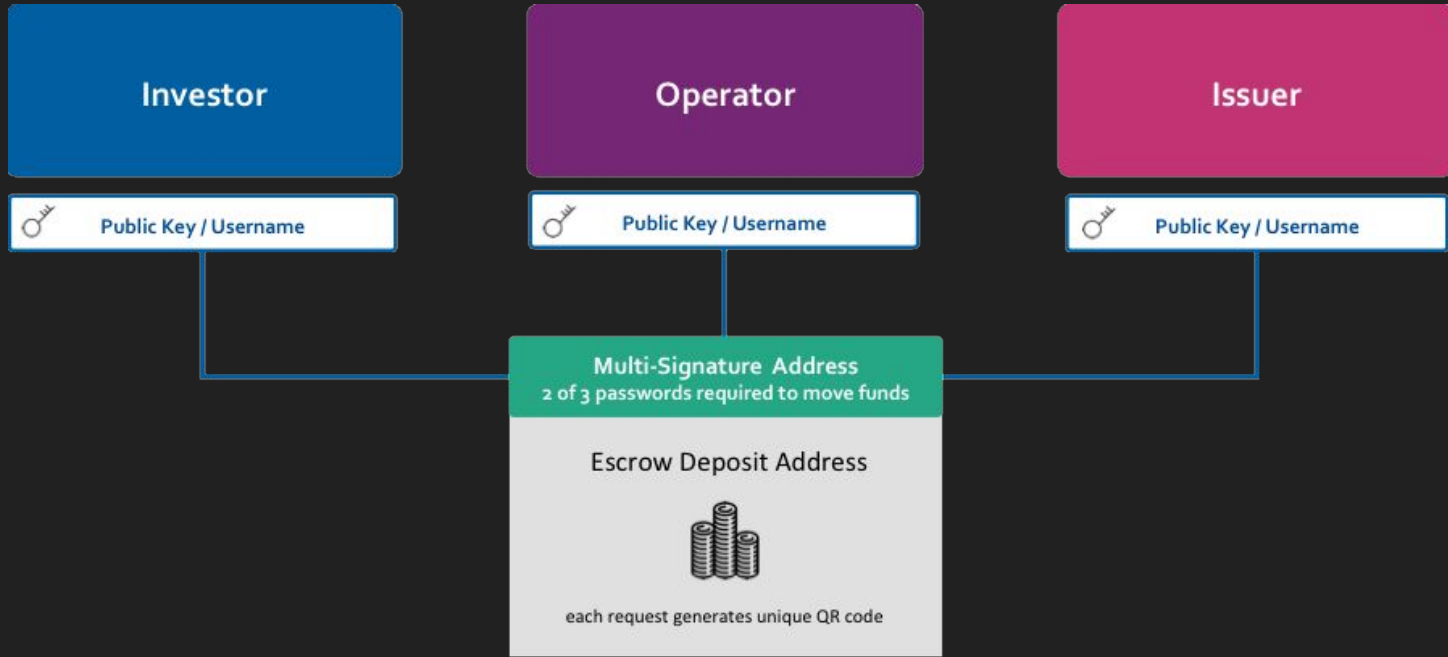 Investor
Operator
Issuer
Public Key / Username
Public Key / Username
Public Key / Username
Multi-Signature Address
2 of 3 passwords required to move funds
Escrow Deposit Address
each request generates unique QR code